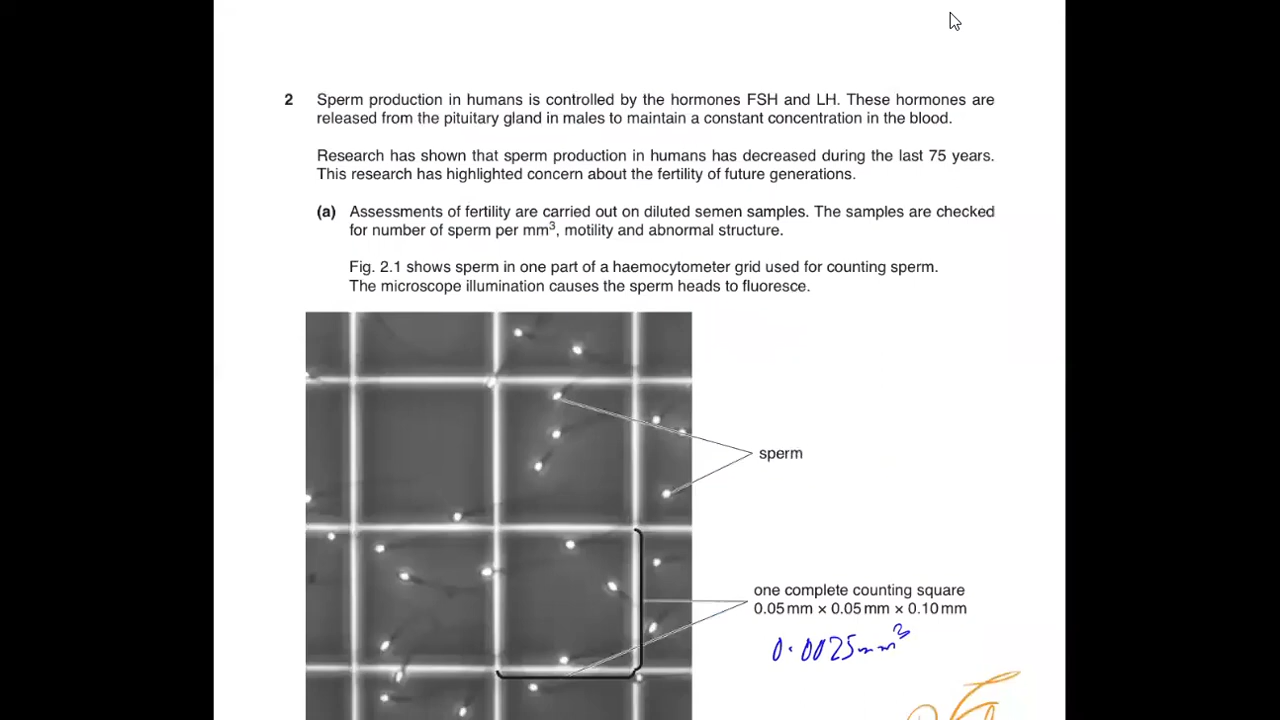 2 Sperm production in humans is controlled by the hormones FSH and LH. These hormones are
released from the pituitary gland in males to maintain a constant concentration in the blood.
Research has shown that sperm production in humans has decreased during the last 75 years.
This research has highlighted concern about the fertility of future generations.
(a) Assessments of fertility are carried out on diluted semen samples. The samples are checked
for number of sperm per mm³, motility and abnormal structure.
Fig. 2.1 shows sperm in one part of a haemocytometer grid used for counting sperm.
The microscope illumination causes the sperm heads to fluoresce.
sperm
one complete counting square
0.05 mm × 0.05 mm × 0.10 mm
0.0025mm³